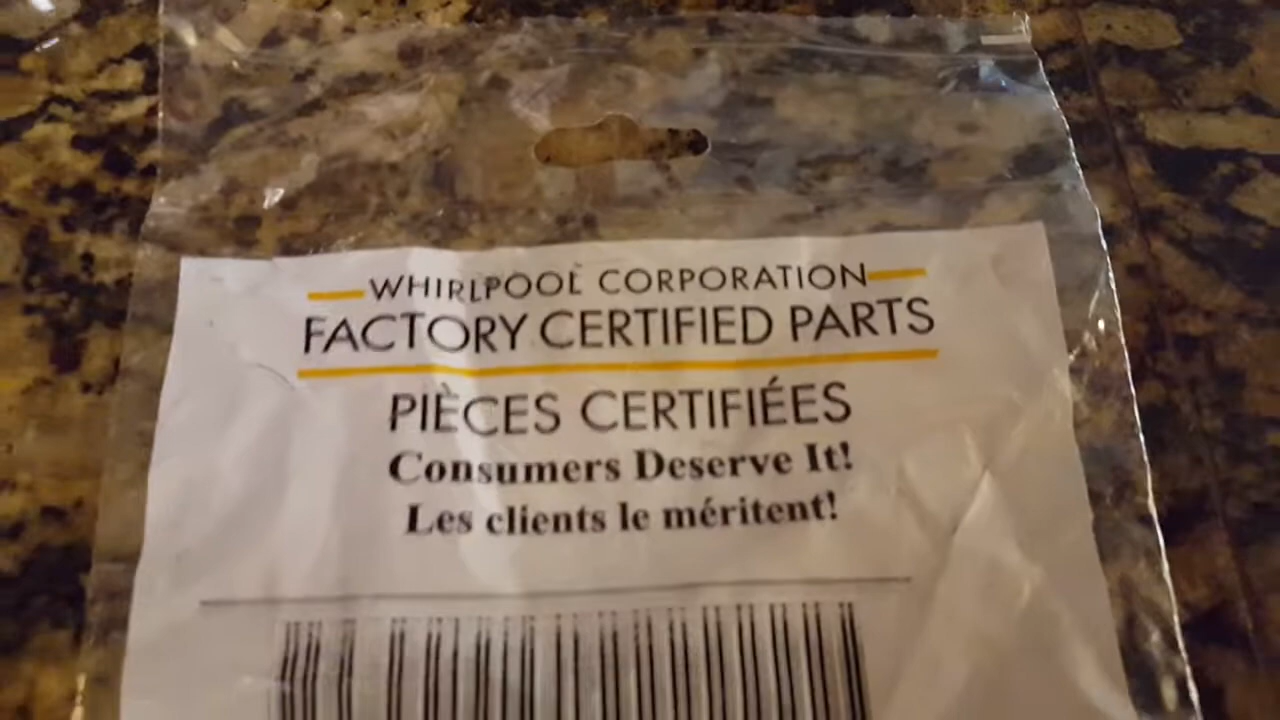 WHIRLPOOL CORPORATION
FACTORY CERTIFIED PARTS
PIÈCES CERTIFIÉES
Consumers Deserve It!
Les clients le méritent!